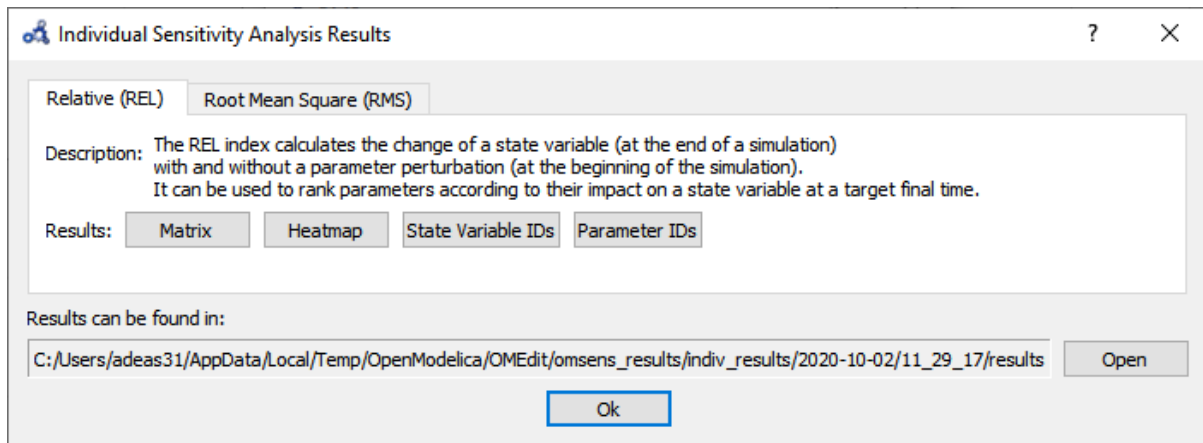 Individual Sensitivity Analysis Results
?
Relative (REL) Root Mean Square (RMS)
Description: The REL index calculates the change of a state variable (at the end of a simulation)
with and without a parameter perturbation (at the beginning of the simulation).
It can be used to rank parameters according to their impact on a state variable at a target final time.
Results: Matrix Heatmap State Variable IDs Parameter IDs
Results can be found in:
C:/Users/adeas31/AppData/Local/Temp/OpenModelica/OMEdit/omsens_results/indiv_results/2020-10-02/11_29_17/results Open
Ok